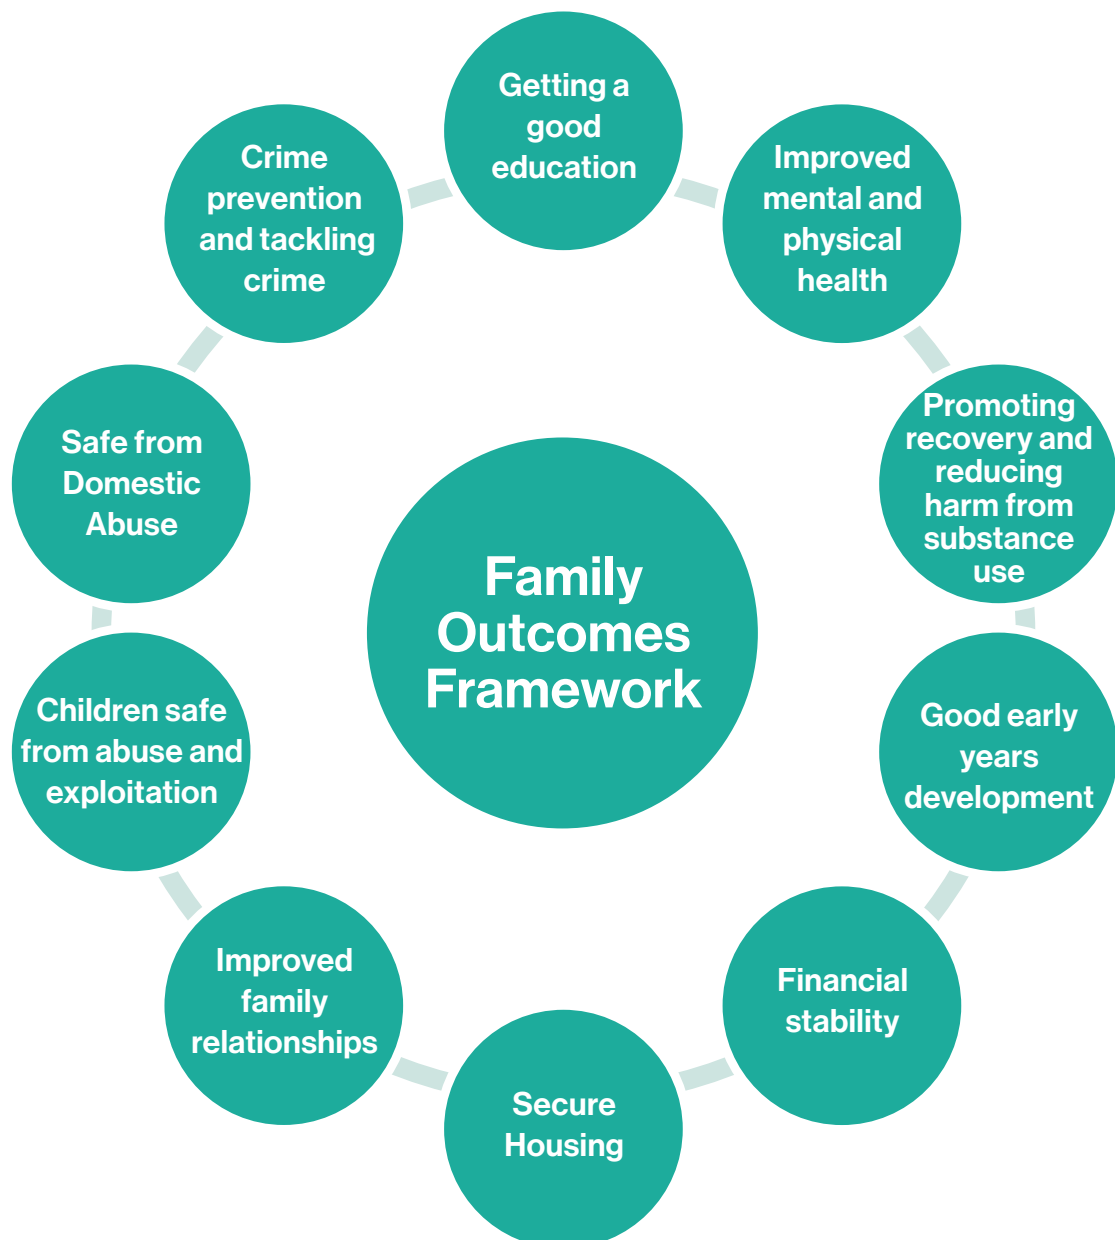 Getting a
good
education
Improved
mental and
physical
health
Promoting
recovery and
reducing
harm from
substance
use
Good early
years
development
Financial
stability
Secure
Housing
Improved
family
relationships
Children safe
from abuse and
exploitation
Safe from
Domestic
Abuse
Crime
prevention
and tackling
crime
Family
Outcomes
Framework